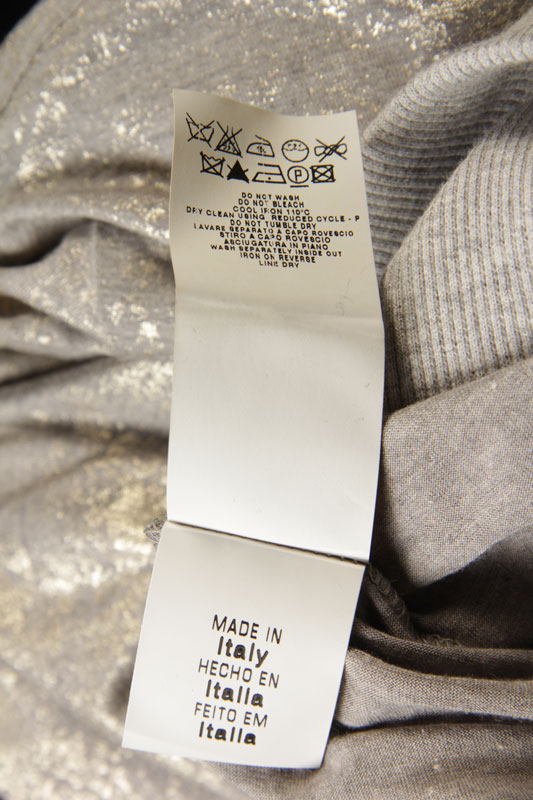 P
DO NOT WASH
DO NOT BLEACH
COOL IRON 110°C
DRY CLEAN USING REDUCED CYCLE - P
DO NOT TUMBLE DRY
LAVARE SEPARATO A CAPO ROVESCIO
STIRO A CAPO ROVESCIO
ASCIUGATURA IN PIANO
WASH SEPARATELY INSIDE OUT
IRON ON REVERSE
LINE DRY
MADE IN
Italy
HECHO EN
Italia
FEITO EM
Italia